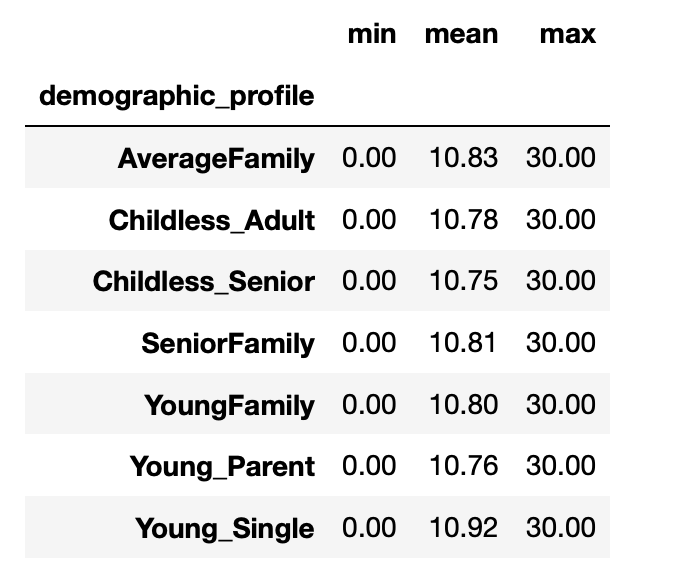 min mean max
demographic_profile
AverageFamily 0.00 10.83 30.00
Childless_Adult 0.00 10.78 30.00
Childless_Senior 0.00 10.75 30.00
SeniorFamily 0.00 10.81 30.00
YoungFamily 0.00 10.80 30.00
Young_Parent 0.00 10.76 30.00
Young_Single 0.00 10.92 30.00